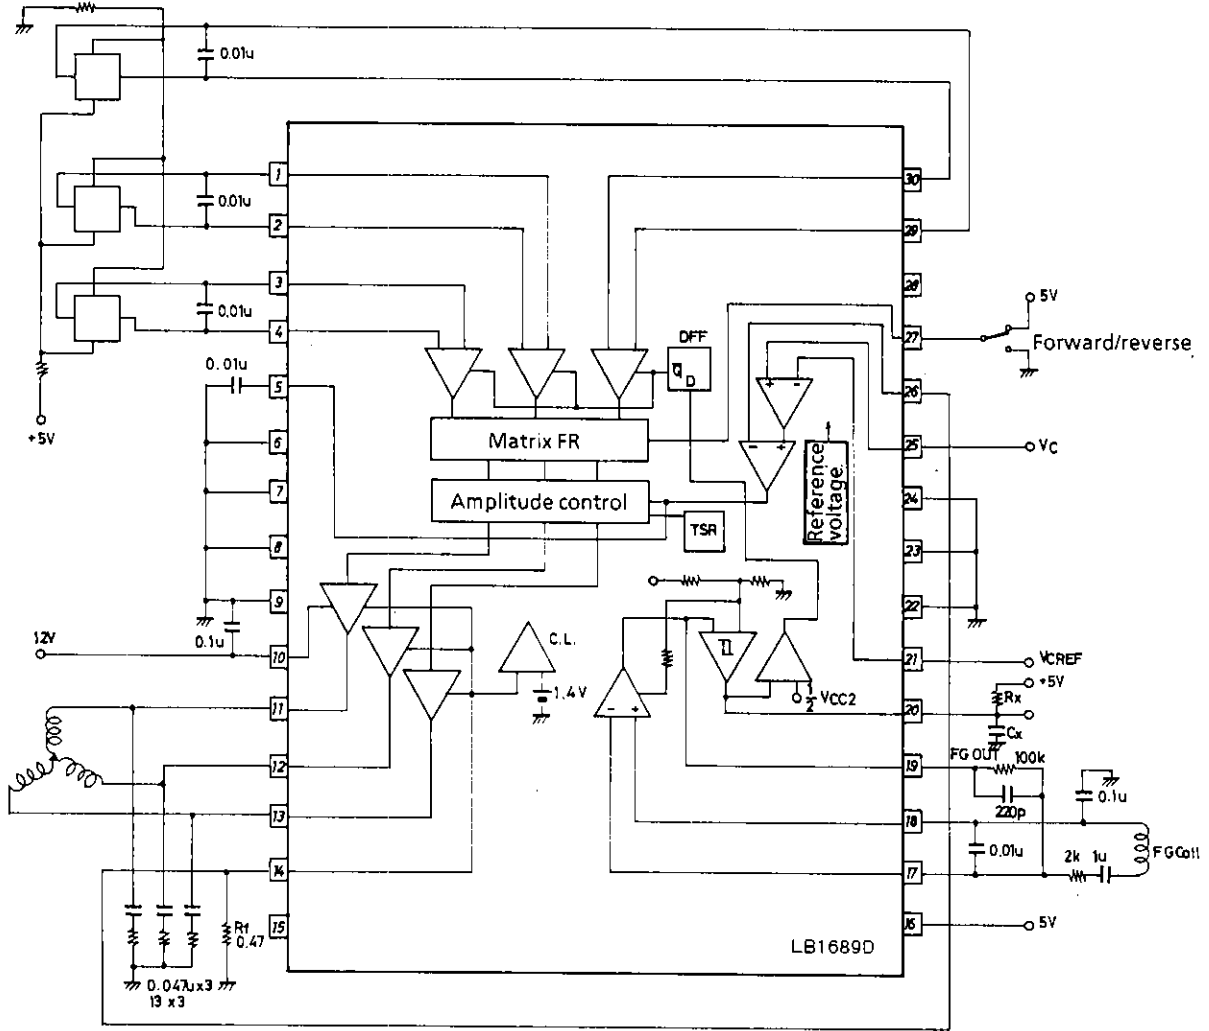 0.01u
1
30
0.01u
2
29
3
28
0.01u
5V
4
27
Forward/reverse
DFF
0.01u
Q
D
5
+
-
26
+5V
6
Matrix FR
-
+
25
VC
7
Amplitude control
Reference voltage
24
TSR
8
23
9
22
12V
0.1u
10
C.L.
21
VCREF
1.4V
+5V
Rx
11
1/2 VCC2
-
+
20
Cx
FG OUT
100k
12
19
0.1u
220p
13
18
0.01u
FGCoil
2k
1u
14
17
Rf
0.47
15
16
5V
LB1689D
0.047u x3
13 x3